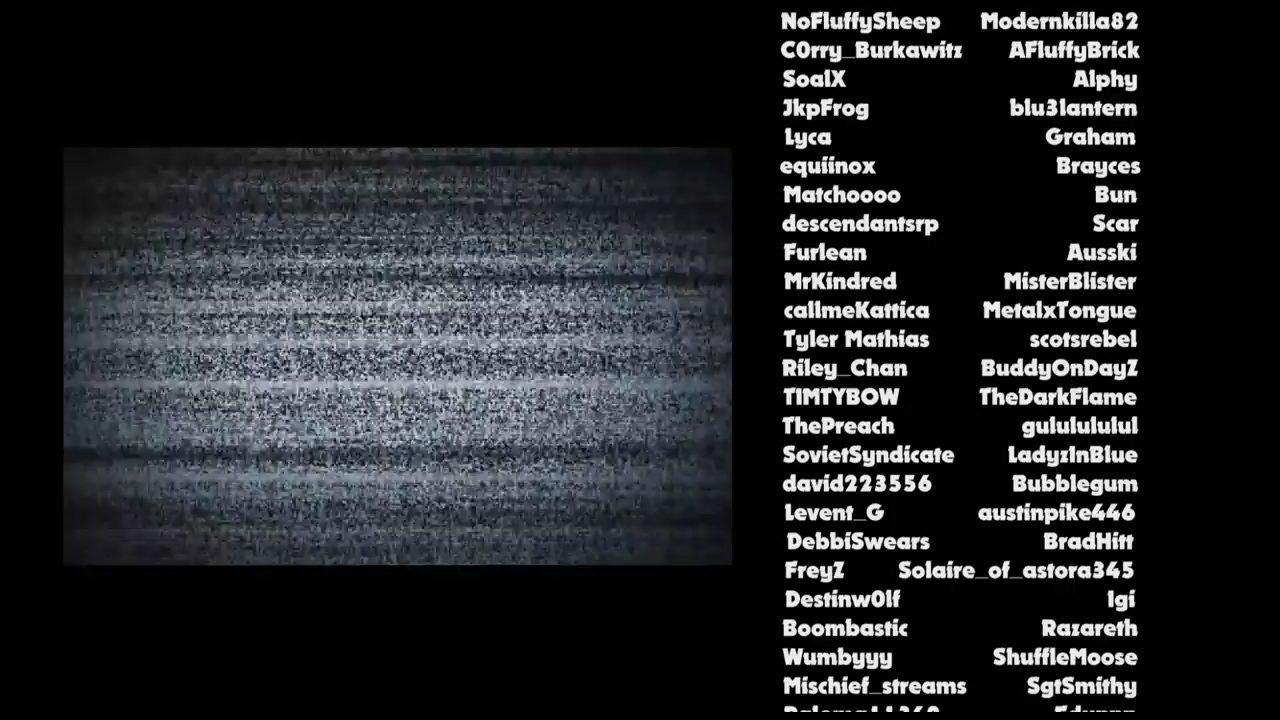 NoFluffySheep Modernkilla82
C0rry_Burkawitz AFluffyBrick
SoalX Alphy
JkpFrog blu3lantern
Lyca Graham
equiinox Brayces
Matchoooo Bun
descendantsrp Scar
Furlean Ausski
MrKindred MisterBlister
callmeKattica MetalxTongue
Tyler Mathias scotsrebel
Riley_Chan BuddyOnDayZ
TIMTYBOW TheDarkFlame
ThePreach gulululululul
SovietSyndicate LadyzInBlue
david223556 Bubblegum
Levent_G austinpike446
DebbiSwears BradHitt
FreyZ Solaire_of_astora345
Destinw0lf Igi
Boombastic Razareth
Wumbyyy ShuffleMoose
Mischief_streams SgtSmithy